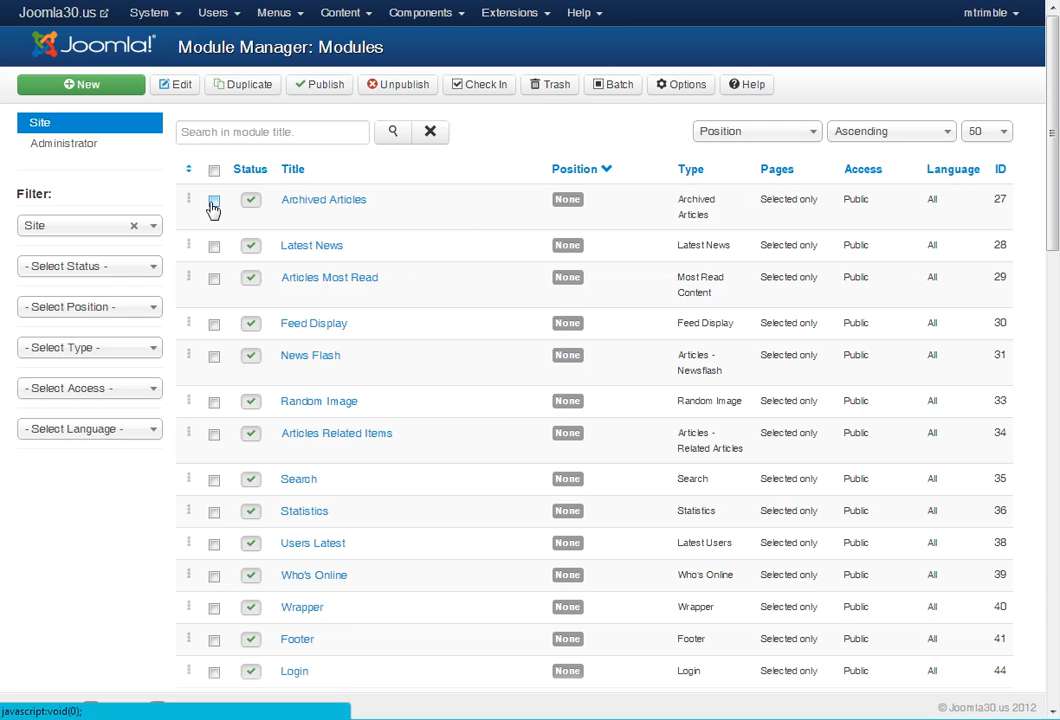 Joomla30.us System Users Menus Content Components Extensions Help mtrimble
Joomla! Module Manager: Modules
New Edit Duplicate Publish Unpublish Check In Trash Batch Options Help
Site
Administrator
Search in module title. Position Ascending 50
Status Title Position Type Pages Access Language ID
Filter:
Site
- Select Status -
- Select Position -
- Select Type -
- Select Access -
- Select Language -
Archived Articles None Archived Articles Selected only Public All 27
Latest News None Latest News Selected only Public All 28
Articles Most Read None Most Read Content Selected only Public All 29
Feed Display None Feed Display Selected only Public All 30
News Flash None Articles - Newsflash Selected only Public All 31
Random Image None Random Image Selected only Public All 33
Articles Related Items None Articles - Related Articles Selected only Public All 34
Search None Search Selected only Public All 35
Statistics None Statistics Selected only Public All 36
Users Latest None Latest Users Selected only Public All 38
Who's Online None Who's Online Selected only Public All 39
Wrapper None Wrapper Selected only Public All 40
Footer None Footer Selected only Public All 41
Login None Login Selected only Public All 44
javascript:void(0);
© Joomla30.us 2012